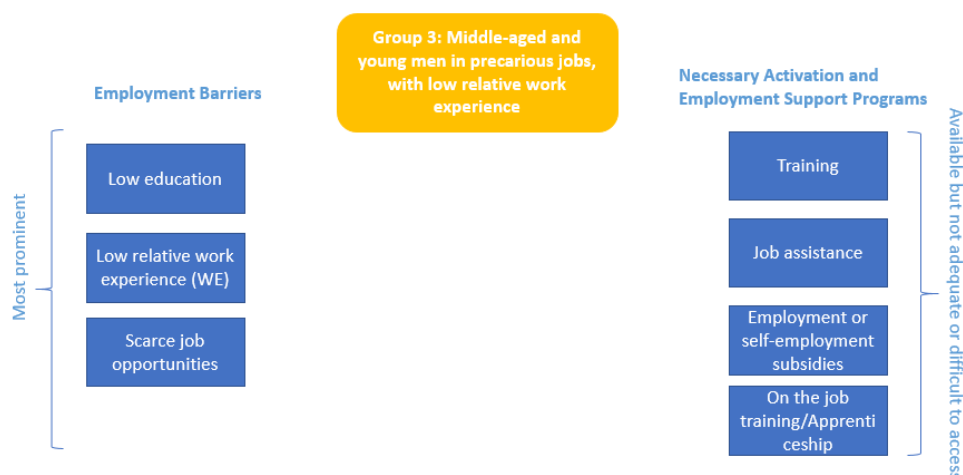 Group 3: Middle-aged and
young men in precarious jobs,
with low relative work
experience
Employment Barriers
Necessary Activation and
Employment Support Programs
Most prominent
Low education
Low relative work
experience (WE)
Scarce job
opportunities
Training
Job assistance
Employment or
self-employment
subsidies
On the job
training/Apprenti
ceship
Available but not adequate or difficult to access